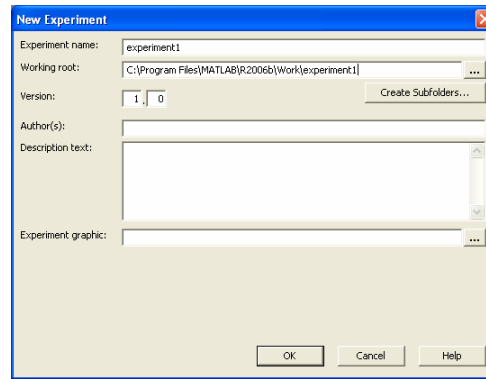 New Experiment
Experiment name: experiment1
Working root: C:\Program Files\MATLAB\R2006b\Work\experiment1 ...
Version: 1 . 0 Create Subfolders...
Author(s):
Description text:
Experiment graphic: ...
OK Cancel Help